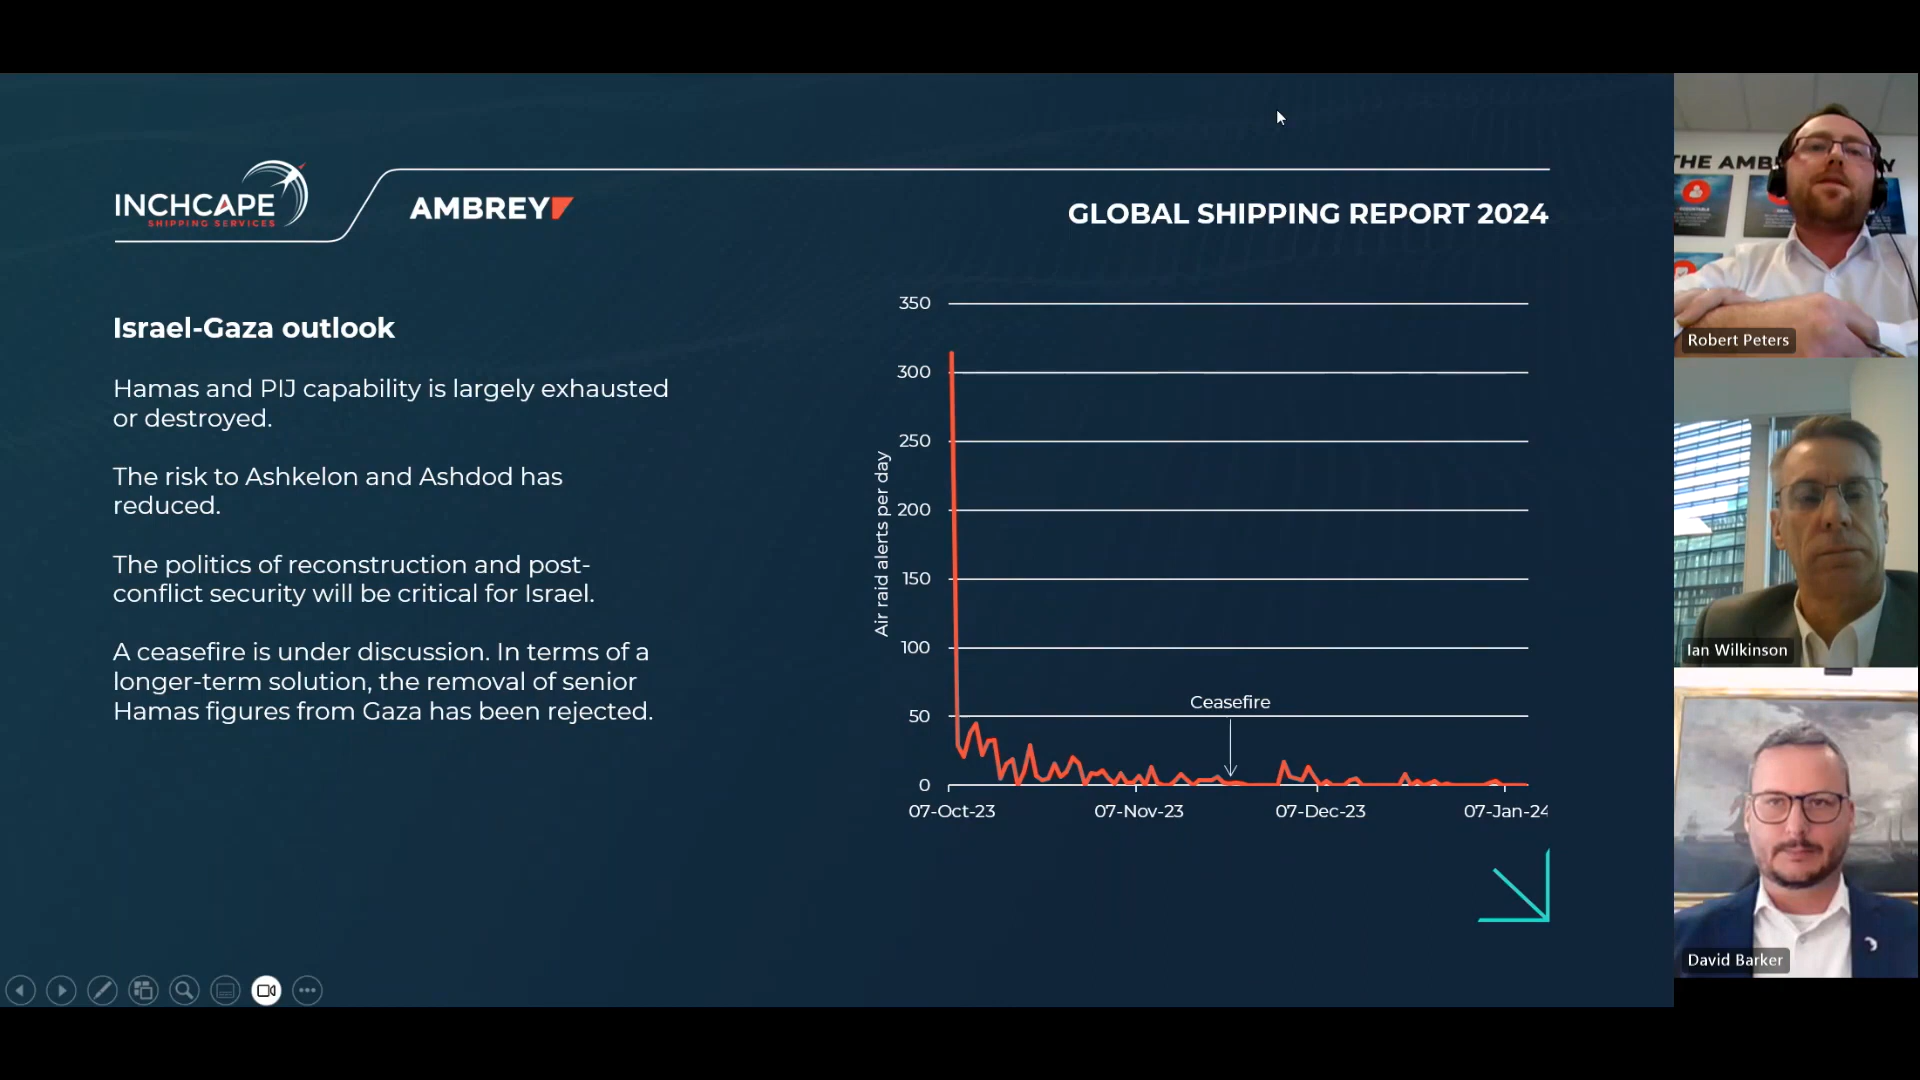 INCHCAPE
SHIPPING SERVICES
AMBREY
GLOBAL SHIPPING REPORT 2024
Israel-Gaza outlook
Hamas and PIJ capability is largely exhausted
or destroyed.
The risk to Ashkelon and Ashdod has
reduced.
The politics of reconstruction and post-
conflict security will be critical for Israel.
A ceasefire is under discussion. In terms of a
longer-term solution, the removal of senior
Hamas figures from Gaza has been rejected.
Air raid alerts per day
350
300
250
200
150
100
50
0
Ceasefire
07-Oct-23
07-Nov-23
07-Dec-23
07-Jan-24
THE AMB
Y
Robert Peters
Ian Wilkinson
David Barker